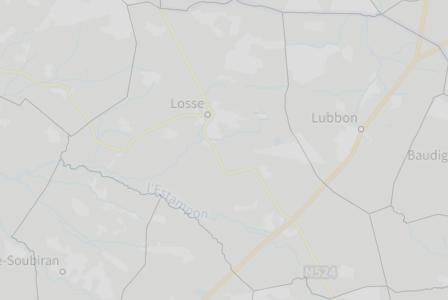 Losse
Lubbon
Baudig
l'Estampon
e-Soubiran
N524